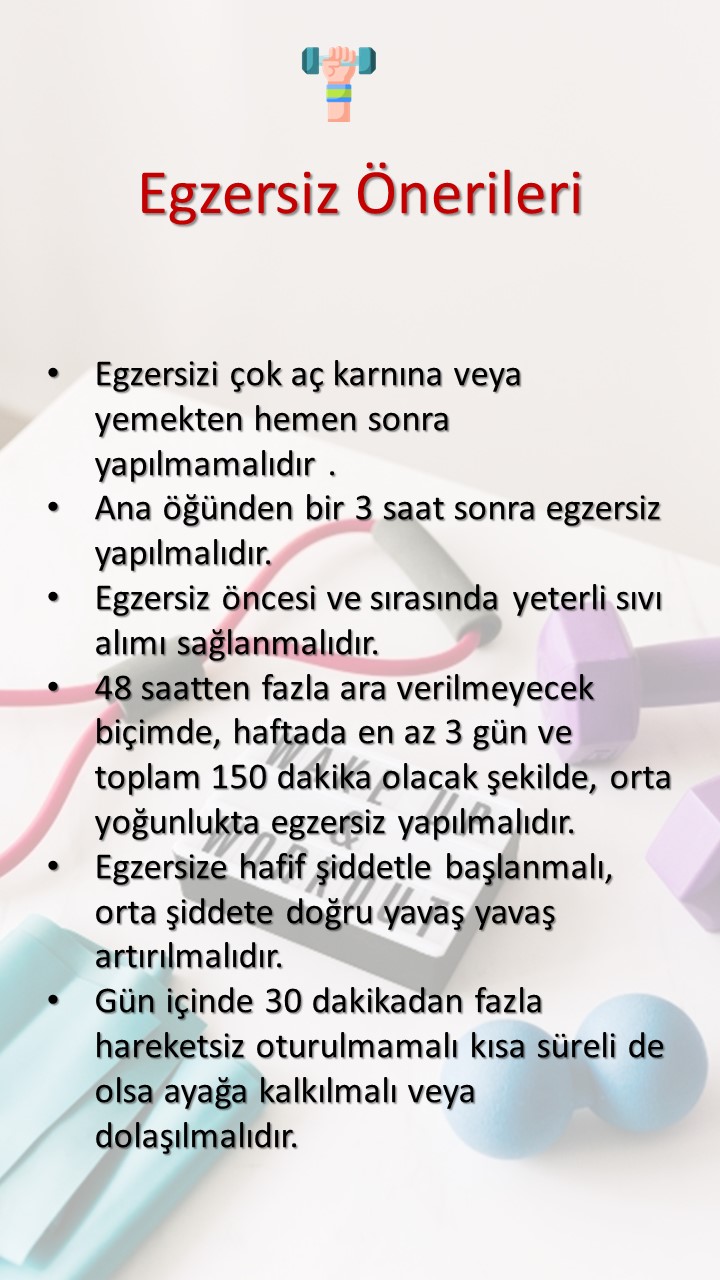 Egzersiz Önerileri
• Egzersizi çok aç karnına veya
yemekten hemen sonra
yapılmamalıdır .
• Ana öğünden bir 3 saat sonra egzersiz
yapılmalıdır.
• Egzersiz öncesi ve sırasında yeterli sıvı
alımı sağlanmalıdır.
• 48 saatten fazla ara verilmeyecek
biçimde, haftada en az 3 gün ve
toplam 150 dakika olacak şekilde, orta
yoğunlukta egzersiz yapılmalıdır.
• Egzersize hafif şiddetle başlanmalı,
orta şiddete doğru yavaş yavaş
artırılmalıdır.
• Gün içinde 30 dakikadan fazla
hareketsiz oturulmamalı kısa süreli de
olsa ayağa kalkılmalı veya
dolaşılmalıdır.
WAKE UP
&
WORKOUT